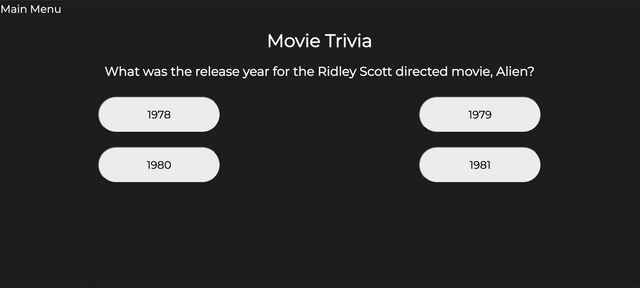 Main Menu
Movie Trivia
What was the release year for the Ridley Scott directed movie, Alien?
1978
1979
1980
1981